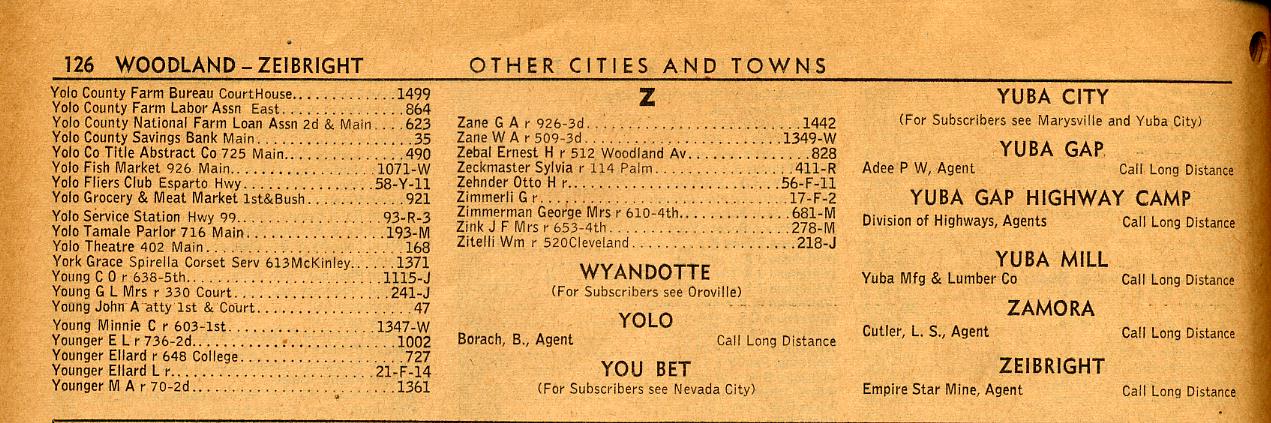 126 WOODLAND – ZEIBRIGHT
OTHER CITIES AND TOWNS
Yolo County Farm Bureau CourtHouse............1499
Yolo County Farm Labor Assn East...............864
Yolo County National Farm Loan Assn 2d & Main....623
Yolo County Savings Bank Main..................35
Yolo Co Title Abstract Co 725 Main..............490
Yolo Fish Market 926 Main..................1071-W
Yolo Fliers Club Esparto Hwy................58-Y-11
Yolo Grocery & Meat Market 1st&Bush............921
Yolo Service Station Hwy 99..................93-R-3
Yolo Tamale Parlor 716 Main.................193-M
Yolo Theatre 402 Main.........................168
York Grace Spirella Corset Serv 613McKinley......1371
Young C O r 638-5th.......................1115-J
Young G L Mrs r 330 Court...................241-J
Young John A atty 1st & Court...................47
Young Minnie C r 603-1st...................1347-W
Younger E L r 736-2d.........................1002
Younger Ellard r 648 College....................727
Younger Ellard L r.........................21-F-14
Younger M A r 70-2d.........................1361
Z
Zane G A r 926-3d...........................1442
Zane W A r 509-3d.........................1349-W
Zebal Ernest H r 512 Woodland Av...............828
Zeckmaster Sylvia r 114 Palm.................411-R
Zehnder Otto H r..........................56-F-11
Zimmerli G r...............................17-F-2
Zimmerman George Mrs r 610-4th..............681-M
Zink J F Mrs r 653-4th.......................278-M
Zitelli Wm r 520Cleveland.....................218-J
WYANDOTTE
(For Subscribers see Oroville)
YOLO
Borach, B., Agent Call Long Distance
YOU BET
(For Subscribers see Nevada City)
YUBA CITY
(For Subscribers see Marysville and Yuba City)
YUBA GAP
Adee P W, Agent Call Long Distance
YUBA GAP HIGHWAY CAMP
Division of Highways, Agents Call Long Distance
YUBA MILL
Yuba Mfg & Lumber Co Call Long Distance
ZAMORA
Cutler, L. S., Agent Call Long Distance
ZEIBRIGHT
Empire Star Mine, Agent Call Long Distance